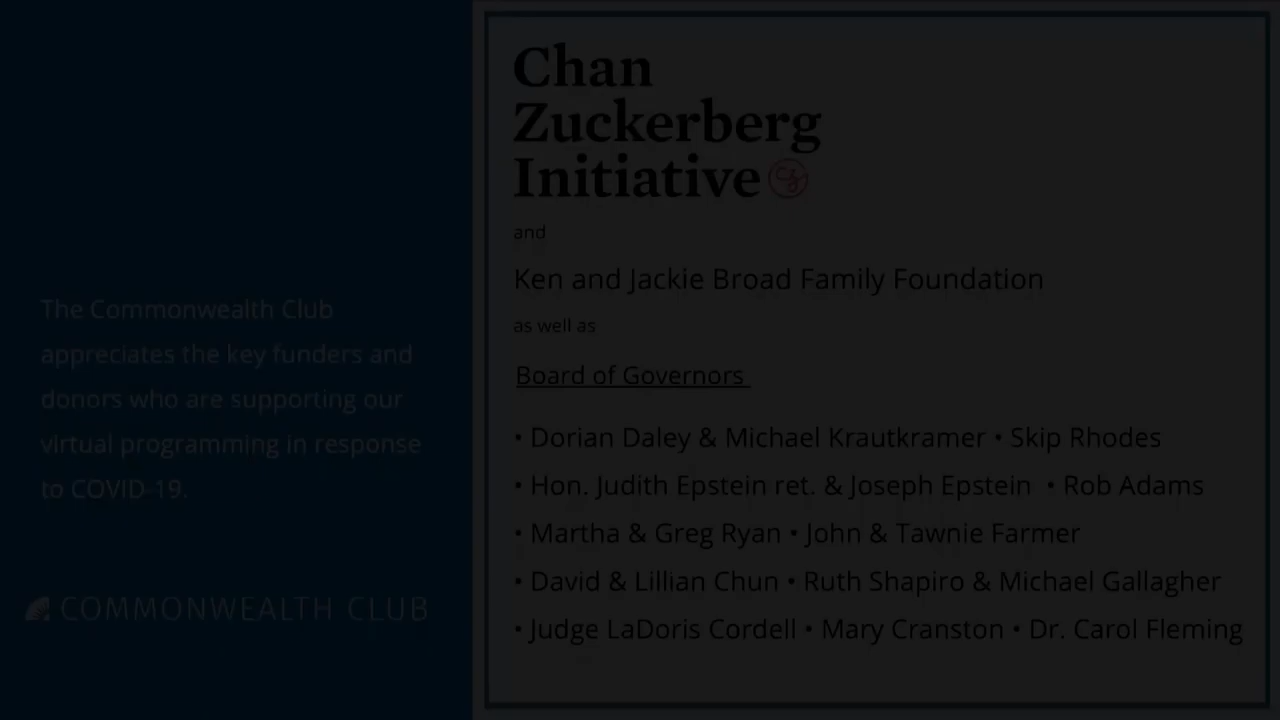 The Commonwealth Club
appreciates the key funders and
donors who are supporting our
virtual programming in response
to COVID-19.
COMMONWEALTH CLUB
Chan
Zuckerberg
Initiative
and
Ken and Jackie Broad Family Foundation
as well as
Board of Governors
• Dorian Daley & Michael Krautkramer • Skip Rhodes
• Hon. Judith Epstein ret. & Joseph Epstein • Rob Adams
• Martha & Greg Ryan • John & Tawnie Farmer
• David & Lillian Chun • Ruth Shapiro & Michael Gallagher
• Judge LaDoris Cordell • Mary Cranston • Dr. Carol Fleming